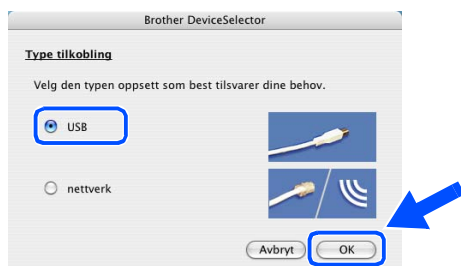 Brother DeviceSelector
Type tilkobling
Velg den typen oppsett som best tilsvarer dine behov.
USB
nettverk
Avbryt OK